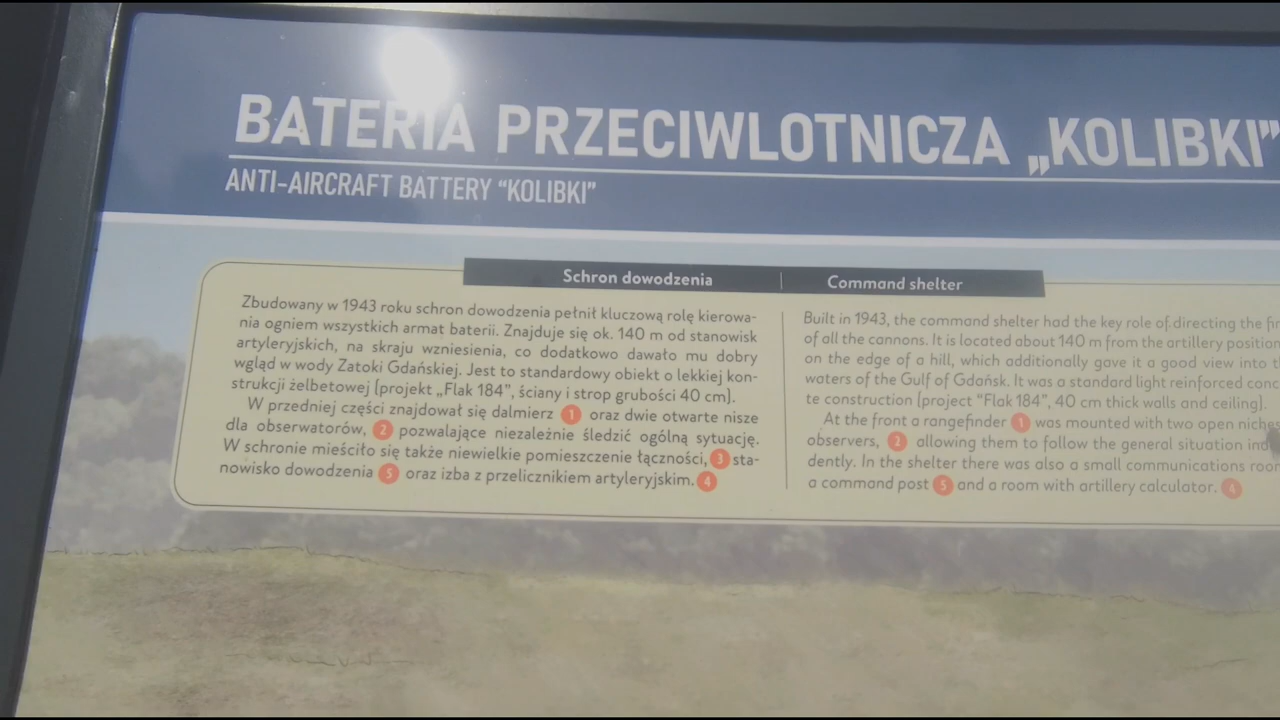 BATERIA PRZECIWLOTNICZA „KOLIBKI”
ANTI-AIRCRAFT BATTERY “KOLIBKI”
Schron dowodzenia
Zbudowany w 1943 roku schron dowodzenia pełnił kluczową rolę kierowa-
nia ogniem wszystkich armat baterii. Znajduje się ok. 140 m od stanowisk
artyleryjskich, na skraju wzniesienia, co dodatkowo dawało mu dobry
wgląd w wody Zatoki Gdańskiej. Jest to standardowy obiekt o lekkiej kon-
strukcji żelbetowej (projekt „Flak 184”, ściany i strop grubości 40 cm).
W przedniej części znajdował się dalmierz 1 oraz dwie otwarte nisze
dla obserwatorów, 2 pozwalające niezależnie śledzić ogólną sytuację.
W schronie mieściło się także niewielkie pomieszczenie łączności, 3 sta-
nowisko dowodzenia 5 oraz izba z przelicznikiem artyleryjskim. 4
Command shelter
Built in 1943, the command shelter had the key role of directing the
of all the cannons. It is located about 140 m from the artillery position
on the edge of a hill, which additionally gave it a good view into
waters of the Gulf of Gdańsk. It was a standard light reinforced conc
te construction (project “Flak 184”, 40 cm thick walls and ceiling).
At the front a rangefinder 1 was mounted with two open niches
observers, 2 allowing them to follow the general situation ind
dently. In the shelter there was also a small communications room
a command post 5 and a room with artillery calculator. 4